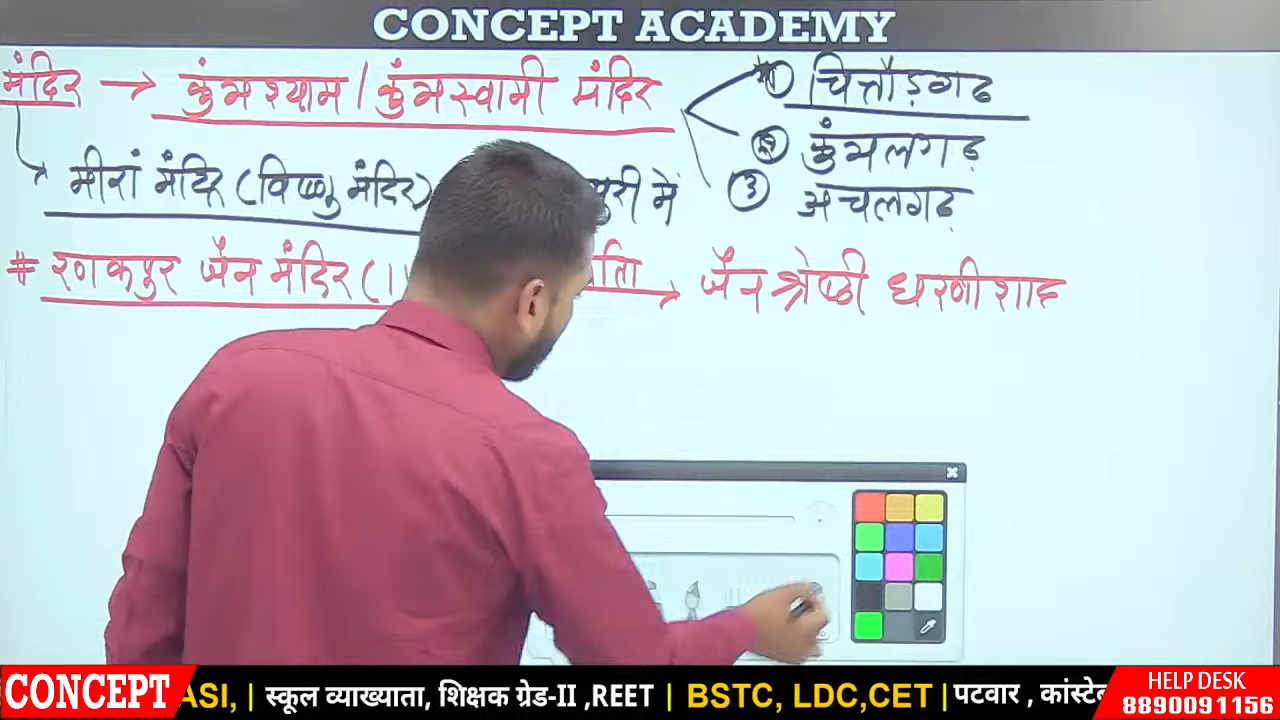 CONCEPT ACADEMY
मंदिर → कुंभश्याम / कुंभस्वामी मंदिर
① चित्तौड़गढ
② कुंभलगढ़
③ अचलगढ़
मीरां मंदिर (विष्णु मंदिर) में
# रणकपुर जैन मंदिर ( → जैन श्रेष्ठी धरणीशाह
CONCEPT
ASI, | स्कूल व्याख्याता, शिक्षक ग्रेड-II ,REET | BSTC, LDC,CET | पटवार ,
HELP DESK
8890091156